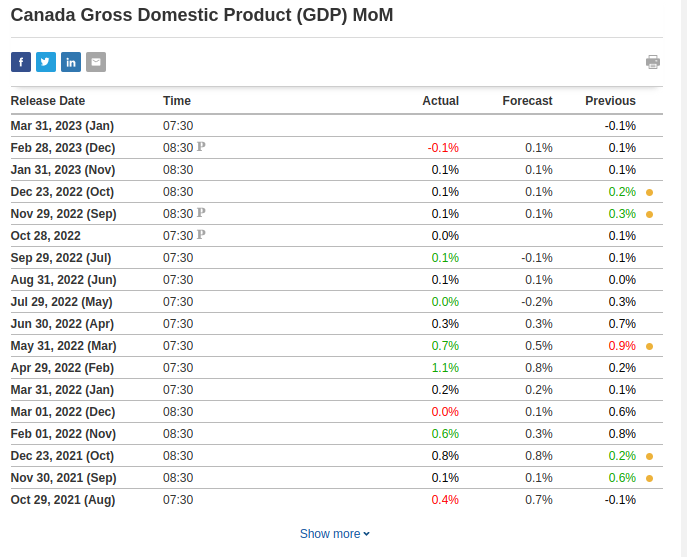 Canada Gross Domestic Product (GDP) MoM
f in
Release Date Time Actual Forecast Previous
Mar 31, 2023 (Jan) 07:30 -0.1%
Feb 28, 2023 (Dec) 08:30 P -0.1% 0.1% 0.1%
Jan 31, 2023 (Nov) 08:30 0.1% 0.1% 0.1%
Dec 23, 2022 (Oct) 08:30 0.1% 0.1% 0.2%
Nov 29, 2022 (Sep) 08:30 P 0.1% 0.1% 0.3%
Oct 28, 2022 07:30 P 0.0% 0.1%
Sep 29, 2022 (Jul) 07:30 0.1% -0.1% 0.1%
Aug 31, 2022 (Jun) 07:30 0.1% 0.1% 0.0%
Jul 29, 2022 (May) 07:30 0.0% -0.2% 0.3%
Jun 30, 2022 (Apr) 07:30 0.3% 0.3% 0.7%
May 31, 2022 (Mar) 07:30 0.7% 0.5% 0.9%
Apr 29, 2022 (Feb) 07:30 1.1% 0.8% 0.2%
Mar 31, 2022 (Jan) 07:30 0.2% 0.2% 0.1%
Mar 01, 2022 (Dec) 08:30 0.0% 0.1% 0.6%
Feb 01, 2022 (Nov) 08:30 0.6% 0.3% 0.8%
Dec 23, 2021 (Oct) 08:30 0.8% 0.8% 0.2%
Nov 30, 2021 (Sep) 08:30 0.1% 0.1% 0.6%
Oct 29, 2021 (Aug) 07:30 0.4% 0.7% -0.1%
Show more